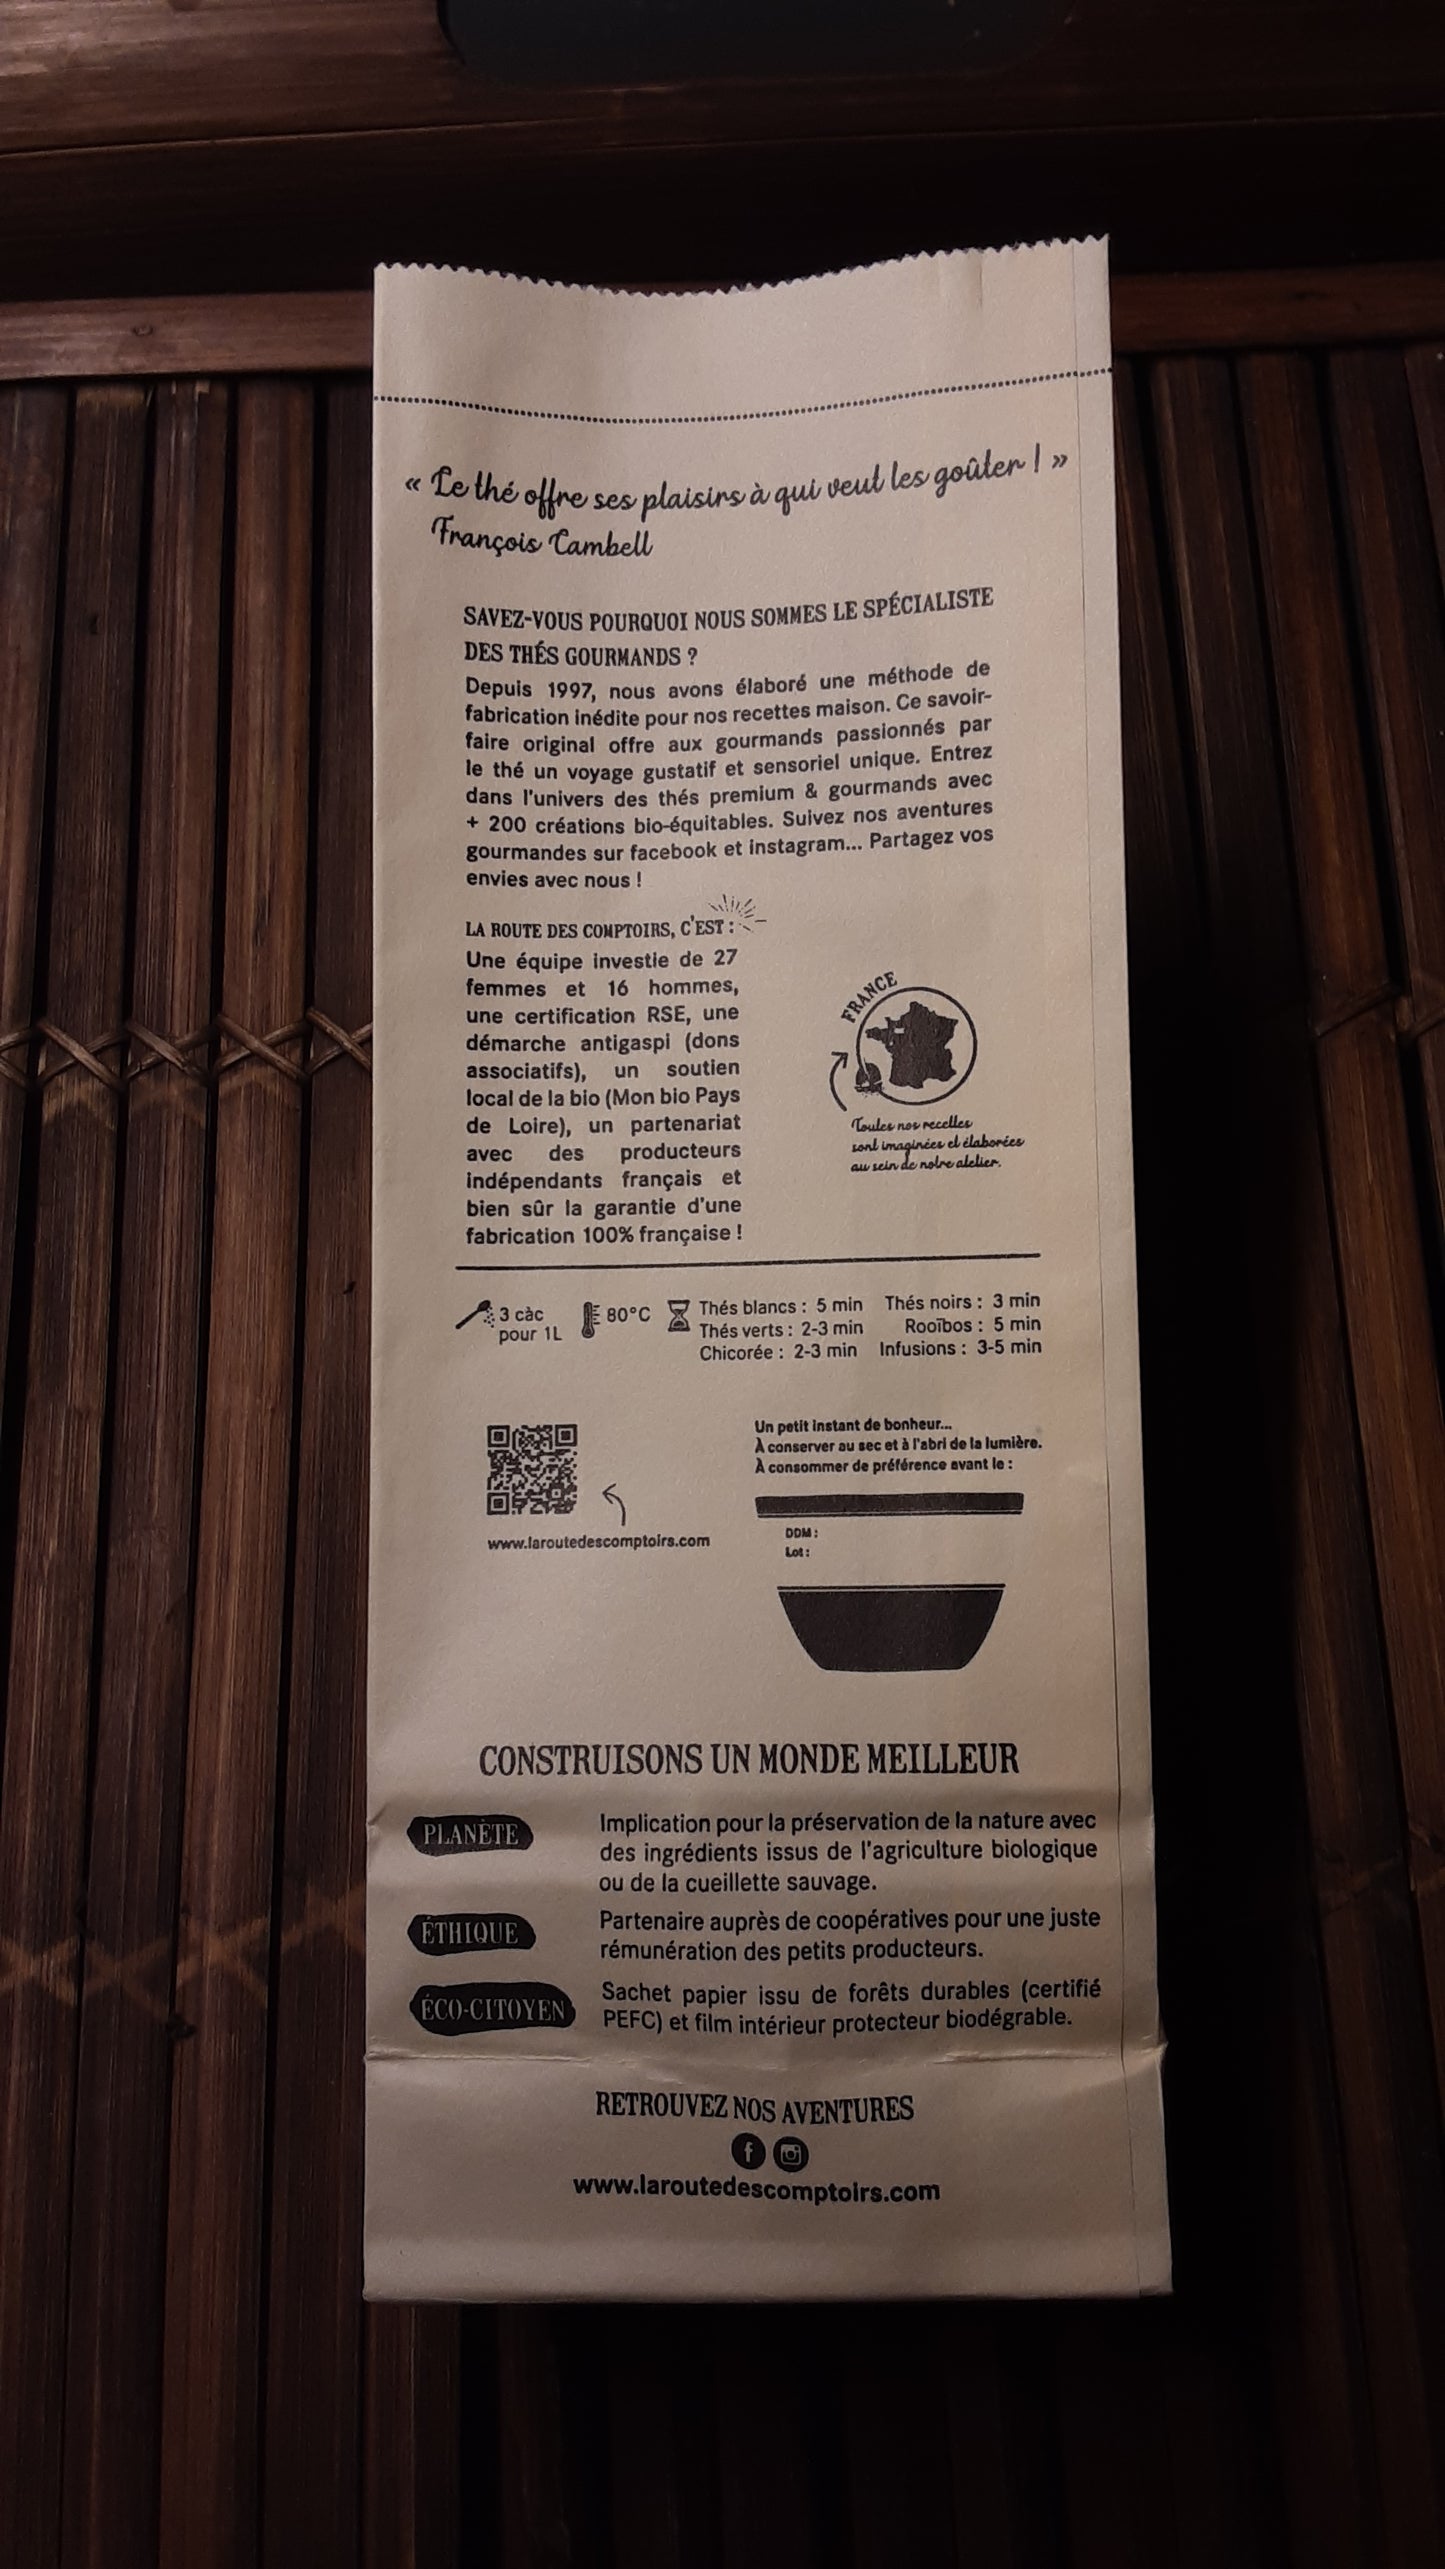 « Le thé offre ses plaisirs à qui veut les goûter ! »
François Cambell
SAVEZ-VOUS POURQUOI NOUS SOMMES LE SPÉCIALISTE
DES THÉS GOURMANDS ?
Depuis 1997, nous avons élaboré une méthode de
fabrication inédite pour nos recettes maison. Ce savoir-
faire original offre aux gourmands passionnés par
le thé un voyage gustatif et sensoriel unique. Entrez
dans l'univers des thés premium & gourmands avec
+ 200 créations bio-équitables. Suivez nos aventures
gourmandes sur facebook et instagram... Partagez vos
envies avec nous !
LA ROUTE DES COMPTOIRS, C'EST :
Une équipe investie de 27
femmes et 16 hommes,
une certification RSE, une
démarche antigaspi (dons
associatifs), un soutien
local de la bio (Mon bio Pays
de Loire), un partenariat
avec des producteurs
indépendants français et
bien sûr la garantie d'une
fabrication 100% française !
FRANCE
Toutes nos recettes
sont imaginées et élaborées
au sein de notre atelier.
3 càc
pour 1L
80°C
Thés blancs : 5 min Thés noirs : 3 min
Thés verts : 2-3 min Rooïbos : 5 min
Chicorée : 2-3 min Infusions : 3-5 min
www.laroutedescomptoirs.com
Un petit instant de bonheur...
À conserver au sec et à l'abri de la lumière.
À consommer de préférence avant le :
DDM :
Lot :
CONSTRUISONS UN MONDE MEILLEUR
PLANÈTE
Implication pour la préservation de la nature avec
des ingrédients issus de l'agriculture biologique
ou de la cueillette sauvage.
ÉTHIQUE
Partenaire auprès de coopératives pour une juste
rémunération des petits producteurs.
ÉCO-CITOYEN
Sachet papier issu de forêts durables (certifié
PEFC) et film intérieur protecteur biodégrable.
RETROUVEZ NOS AVENTURES
www.laroutedescomptoirs.com